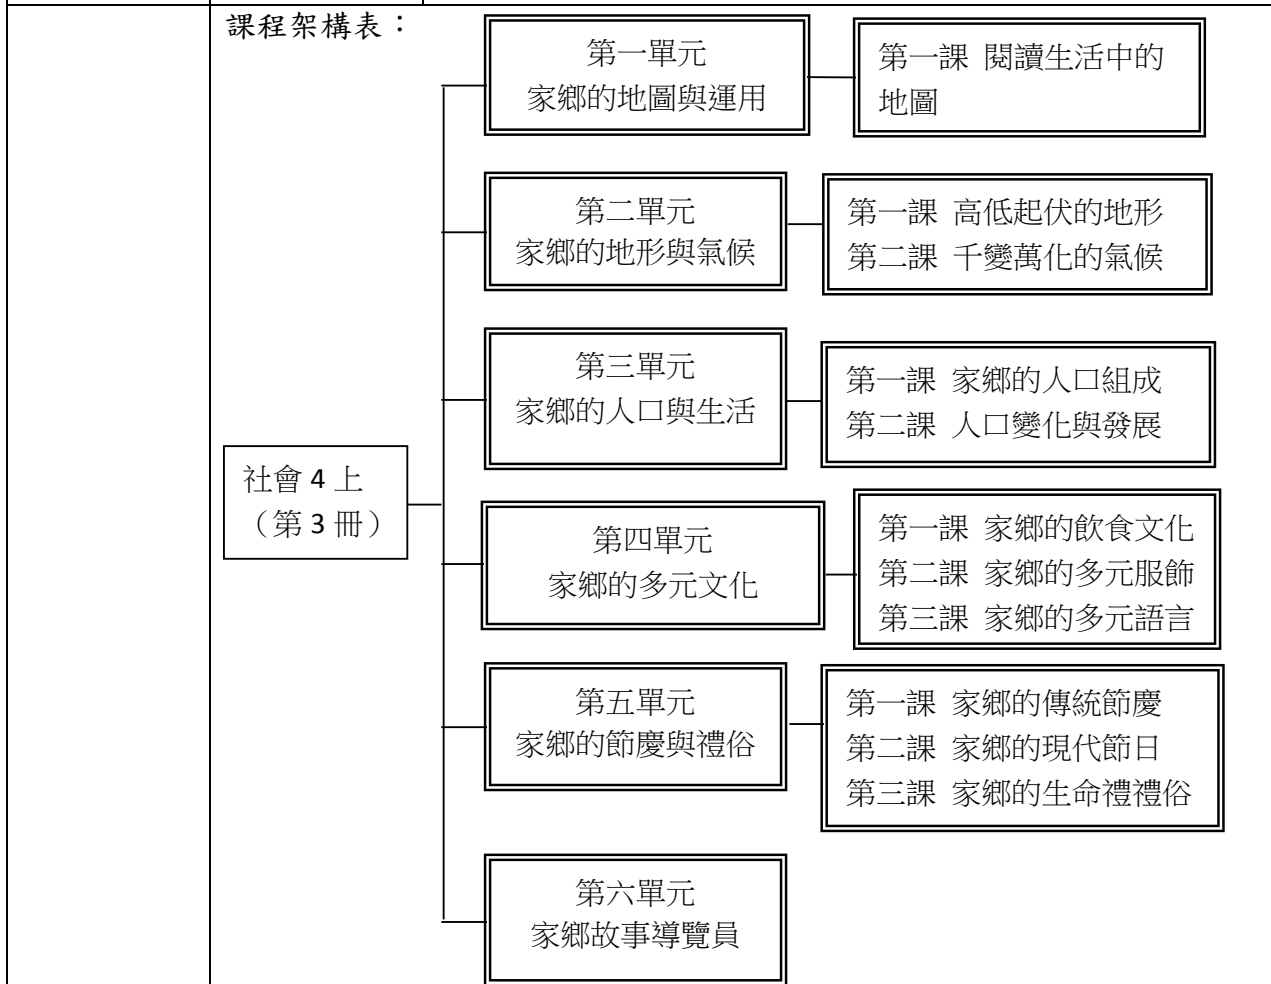 課程架構表：
社會 4 上
（第 3 冊）
第一單元
家鄉的地圖與運用
第一課 閱讀生活中的
地圖
第二單元
家鄉的地形與氣候
第一課 高低起伏的地形
第二課 千變萬化的氣候
第三單元
家鄉的人口與生活
第一課 家鄉的人口組成
第二課 人口變化與發展
第四單元
家鄉的多元文化
第一課 家鄉的飲食文化
第二課 家鄉的多元服飾
第三課 家鄉的多元語言
第五單元
家鄉的節慶與禮俗
第一課 家鄉的傳統節慶
第二課 家鄉的現代節日
第三課 家鄉的生命禮禮俗
第六單元
家鄉故事導覽員